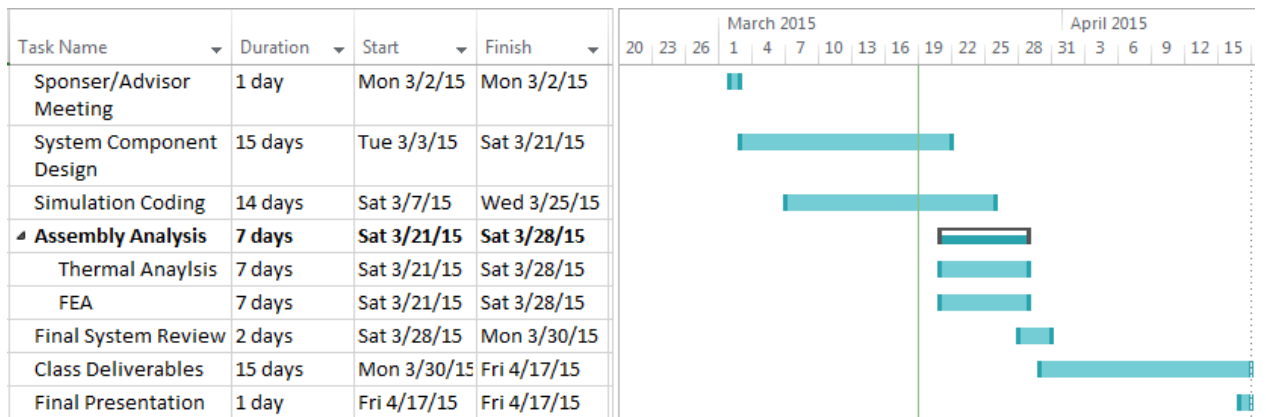 March 2015 April 2015
Task Name Duration Start Finish 20 23 26 1 4 7 10 13 16 19 22 25 28 31 3 6 9 12 15
Sponser/Advisor 1 day Mon 3/2/15 Mon 3/2/15
Meeting
System Component 15 days Tue 3/3/15 Sat 3/21/15
Design
Simulation Coding 14 days Sat 3/7/15 Wed 3/25/15
Assembly Analysis 7 days Sat 3/21/15 Sat 3/28/15
Thermal Anaylsis 7 days Sat 3/21/15 Sat 3/28/15
FEA 7 days Sat 3/21/15 Sat 3/28/15
Final System Review 2 days Sat 3/28/15 Mon 3/30/15
Class Deliverables 15 days Mon 3/30/15 Fri 4/17/15
Final Presentation 1 day Fri 4/17/15 Fri 4/17/15